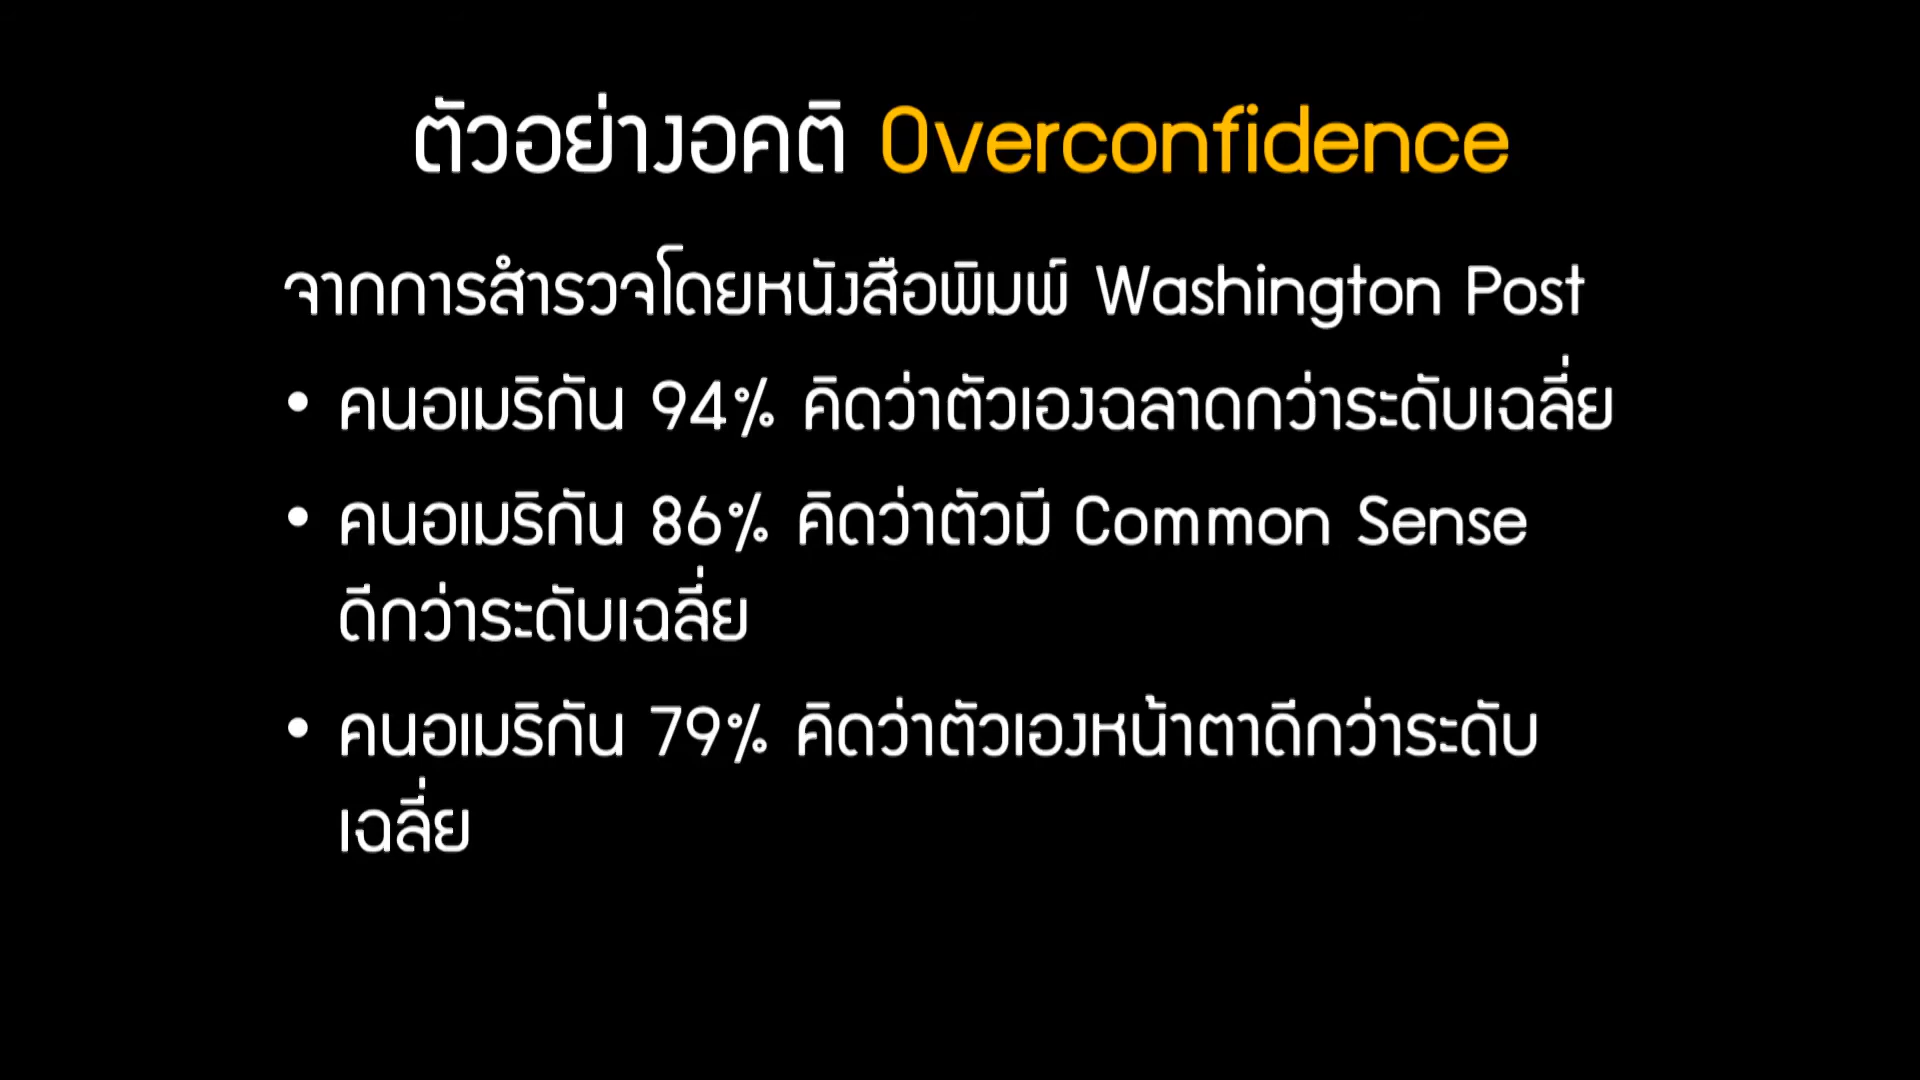 ตัวอย่างอคติ Overconfidence
จากการสำรวจโดยหนังสือพิมพ์ Washington Post
• คนอเมริกัน 94% คิดว่าตัวเองฉลาดกว่าระดับเฉลี่ย
• คนอเมริกัน 86% คิดว่าตัวมี Common Sense
ดีกว่าระดับเฉลี่ย
• คนอเมริกัน 79% คิดว่าตัวเองหน้าตาดีกว่าระดับ
เฉลี่ย